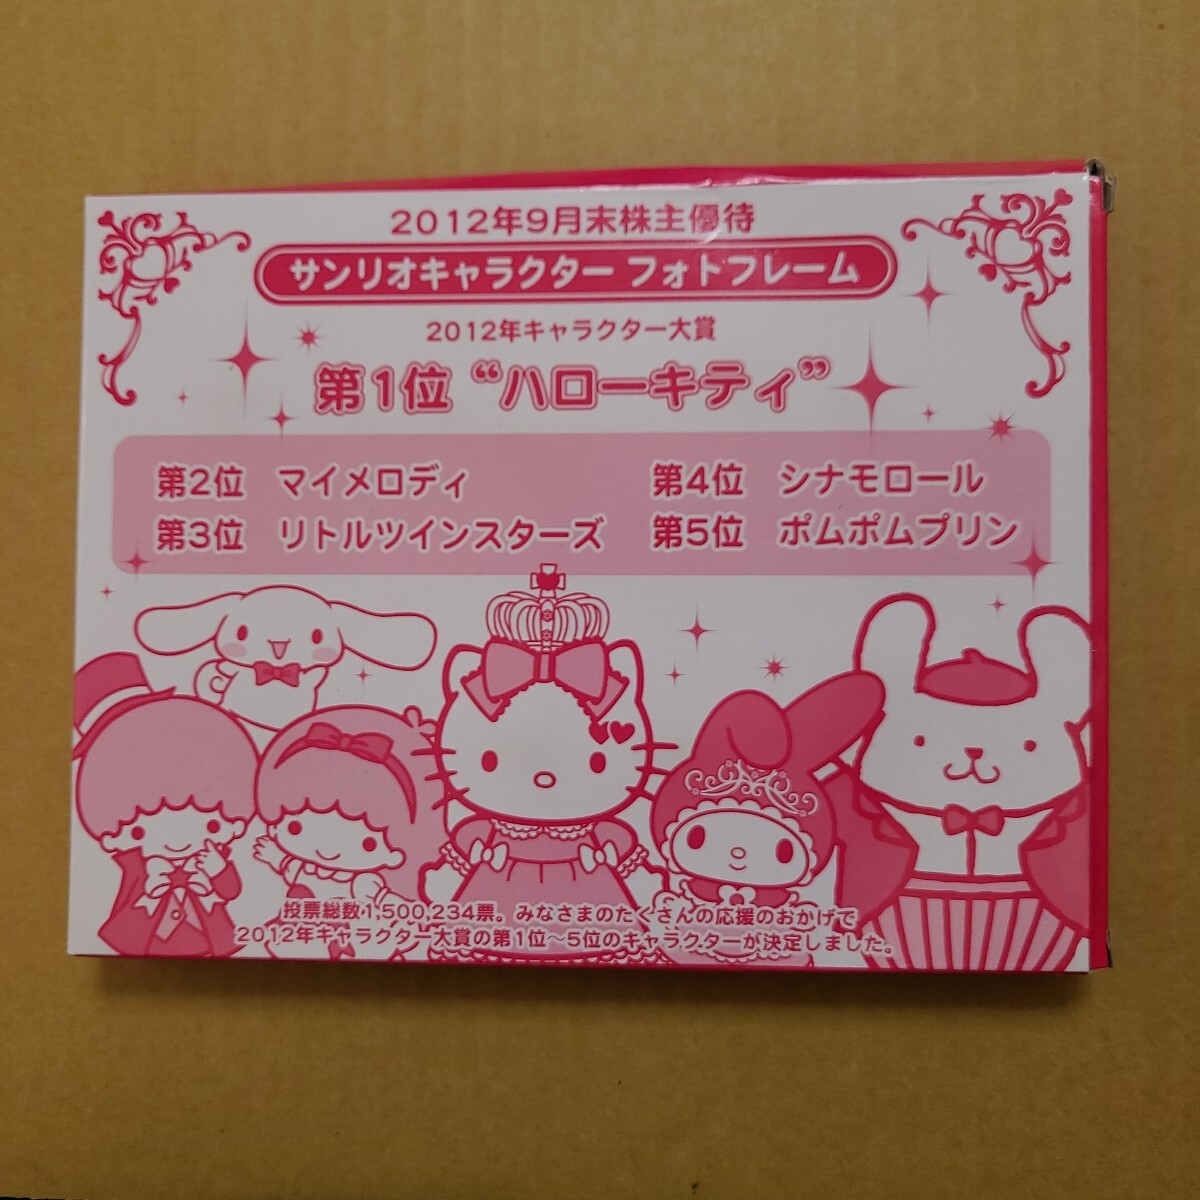 2012年9月末株主優待
サンリオキャラクター フォトフレーム
2012年キャラクター大賞
第1位 “ハローキティ”
第2位 マイメロディ
第3位 リトルツインスターズ
第4位 シナモロール
第5位 ポムポムプリン
投票総数1,500,234票。みなさまのたくさんの応援のおかげで
2012年キャラクター大賞の第1位～5位のキャラクターが決定しました。